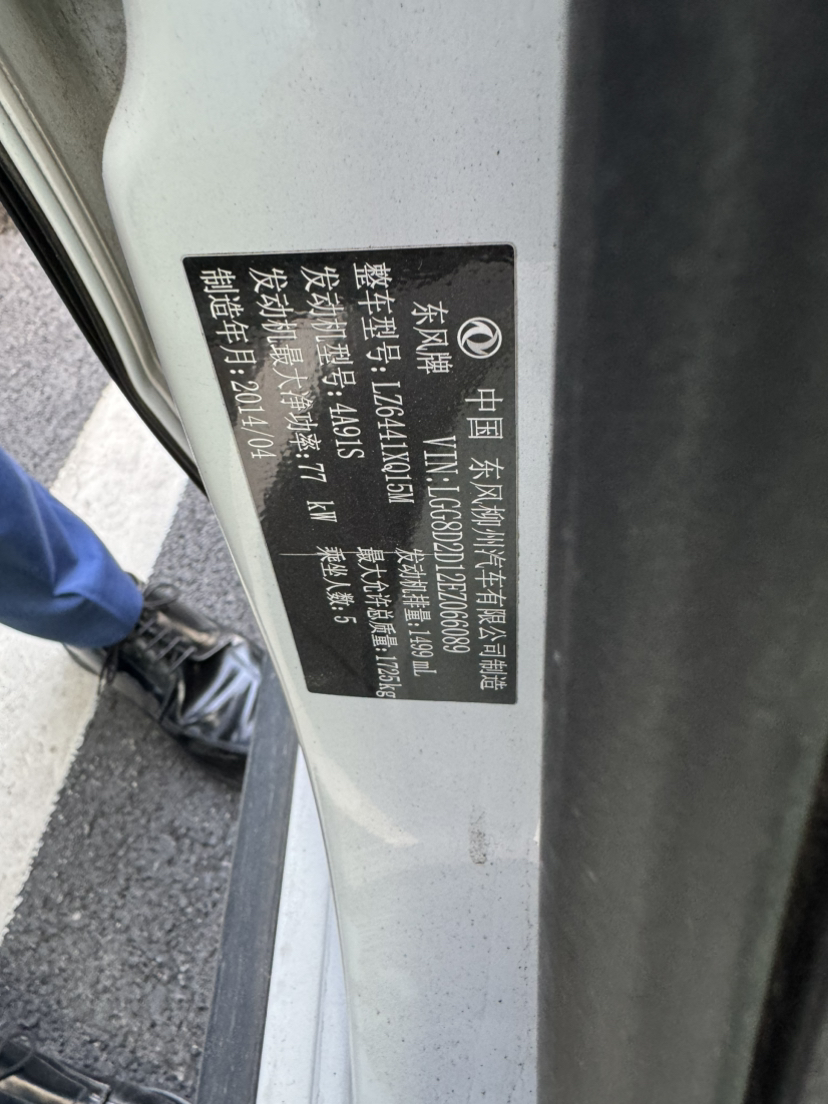 中国 东风柳州汽车有限公司制造
东风牌 VIN:LGG8D2D12EZ066089
整车型号:LZ6441XQ15M 发动机排量:1499mL
发动机型号:4A91S 最大允许总质量:1725kg
发动机最大净功率:77 kW 乘坐人数:5
制造年月:2014/04